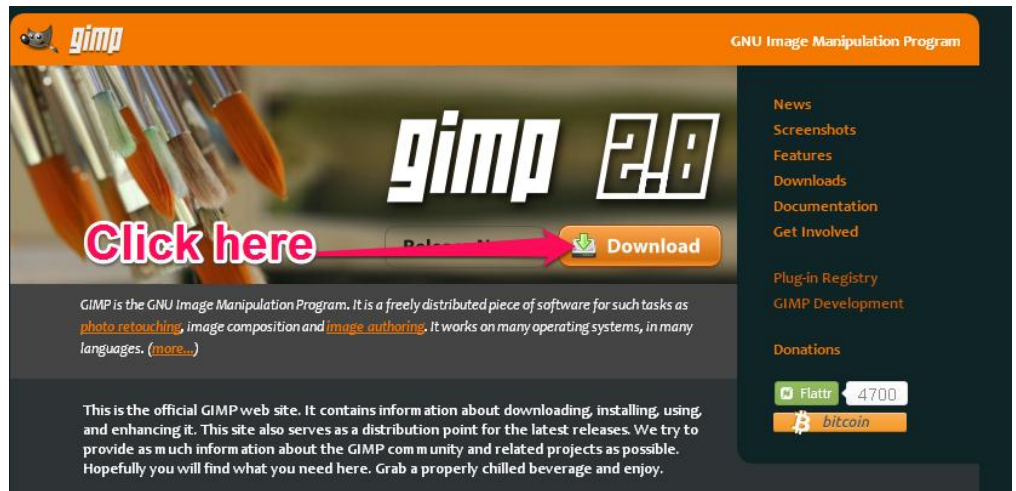 gimp
GNU Image Manipulation Program
gimp 2.8
Click here
Download
GIMP is the GNU Image Manipulation Program. It is a freely distributed piece of software for such tasks as
photo retouching, image composition and image authoring. It works on many operating systems, in many
languages. (more...)
This is the official GIMP web site. It contains information about downloading, installing, using,
and enhancing it. This site also serves as a distribution point for the latest releases. We try to
provide as much information about the GIMP community and related projects as possible.
Hopefully you will find what you need here. Grab a properly chilled beverage and enjoy.
News
Screenshots
Features
Downloads
Documentation
Get Involved
Plug-in Registry
GIMP Development
Donations
Flattr 4700
bitcoin